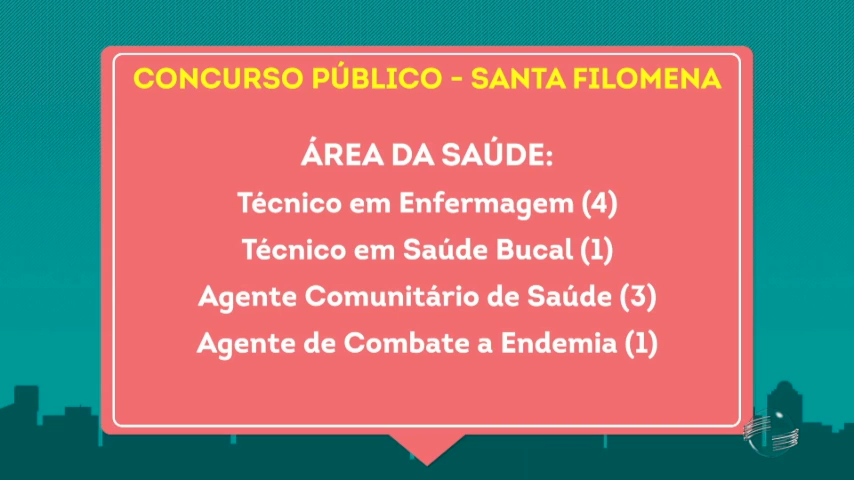 CONCURSO PÚBLICO - SANTA FILOMENA
ÁREA DA SAÚDE:
Técnico em Enfermagem (4)
Técnico em Saúde Bucal (1)
Agente Comunitário de Saúde (3)
Agente de Combate a Endemia (1)